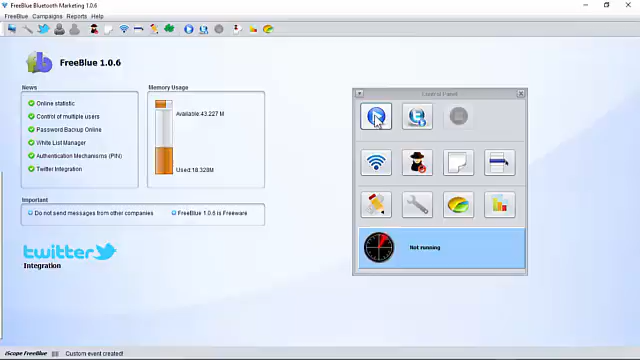 FreeBlue Bluetooth Marketing 1.0.6
FreeBlue Campaigns Reports Help
FreeBlue 1.0.6
News
Online statistic
Control of multiple users
Password Backup Online
White List Manager
Authentication Mechanisms (PIN)
Twitter Integration
Memory Usage
Available:43.227 M
Used:18.328M
Important
Do not send messages from other companies
FreeBlue 1.0.6 is Freeware
twitter
Integration
Control Panel
Not running
iScope FreeBlue
Custom event created!